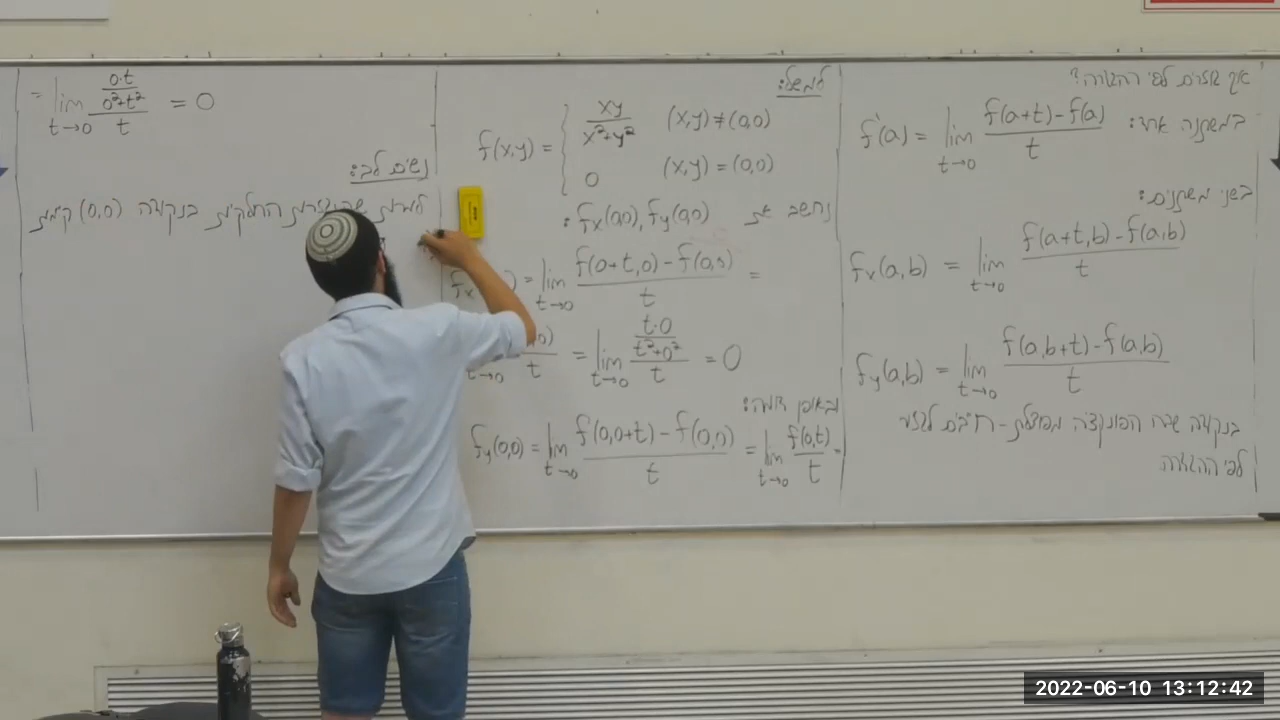 איך גוזרים לפי ההגדרה?
במשתנה אחד: f'(a) = lim t→0 (f(a+t)-f(a))/t
בשני משתנים:
fx(a,b) = lim t→0 (f(a+t,b)-f(a,b))/t
fy(a,b) = lim t→0 (f(a,b+t)-f(a,b))/t
בנקודה שבה הפונקציה מפוצלת - חייבים לגזור
לפי ההגדרה
למשל:
f(x,y) = { xy/(x²+y²) (x,y)≠(0,0)
0 (x,y)=(0,0)
נחשב את fx(0,0), fy(0,0):
= lim t→0 (f(0+t,0)-f(0,0))/t =
t→0 t = lim t→0 (t·0/(t²+0²))/t = 0
ובאופן דומה:
fy(0,0) = lim t→0 (f(0,0+t)-f(0,0))/t = lim t→0 f(0,t)/t =
= lim t→0 (0·t/(0²+t²))/t = 0
נשים לב:
למרות שהנגזרות החלקיות בנקודה (0,0) קיימות
2022-06-10 13:12:42